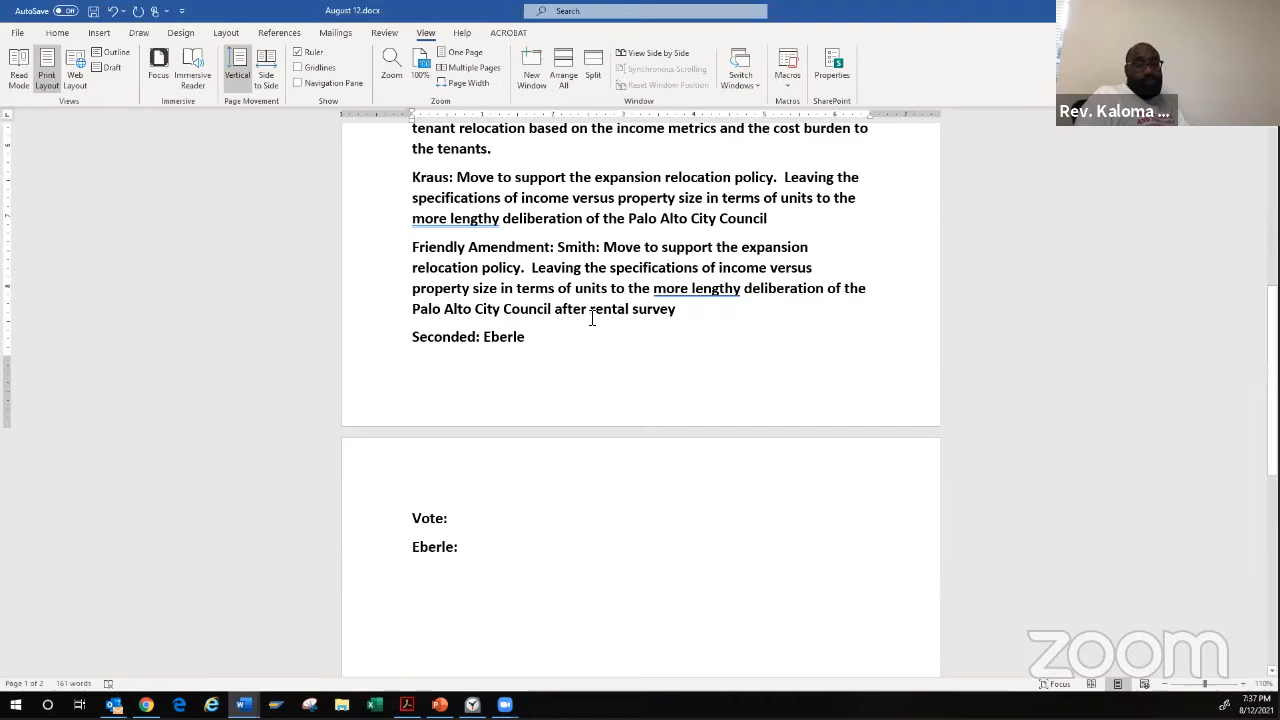 AutoSave Off
August 12.docx
Search
File Home Insert Draw Design Layout References Mailings Review View Help ACROBAT
Read Mode
Print Layout
Web Layout
Outline
Draft
Views
Focus
Immersive Reader
Immersive
Vertical
Side to Side
Page Movement
Ruler
Gridlines
Navigation Pane
Show
Zoom
100%
One Page
Multiple Pages
Page Width
Zoom
New Window
Arrange All
Split
View Side by Side
Synchronous Scrolling
Reset Window Position
Switch Windows
Window
Macros
Macros
Properties
SharePoint
Rev. Kaloma ...
tenant relocation based on the income metrics and the cost burden to
the tenants.
Kraus: Move to support the expansion relocation policy. Leaving the
specifications of income versus property size in terms of units to the
more lengthy deliberation of the Palo Alto City Council
Friendly Amendment: Smith: Move to support the expansion
relocation policy. Leaving the specifications of income versus
property size in terms of units to the more lengthy deliberation of the
Palo Alto City Council after rental survey
Seconded: Eberle
Vote:
Eberle:
zoom
Page 1 of 2 161 words
Focus
110%
7:37 PM
8/12/2021